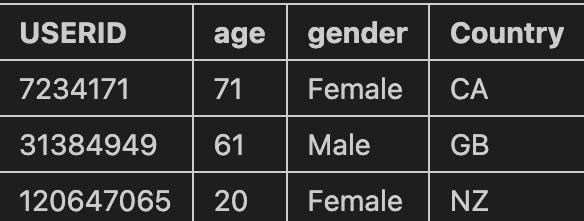 USERID age gender Country
7234171 71 Female CA
31384949 61 Male GB
120647065 20 Female NZ